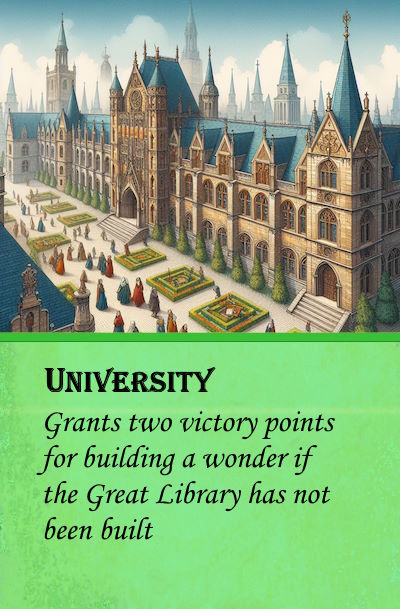 University
Grants two victory points
for building a wonder if
the Great Library has not
been built